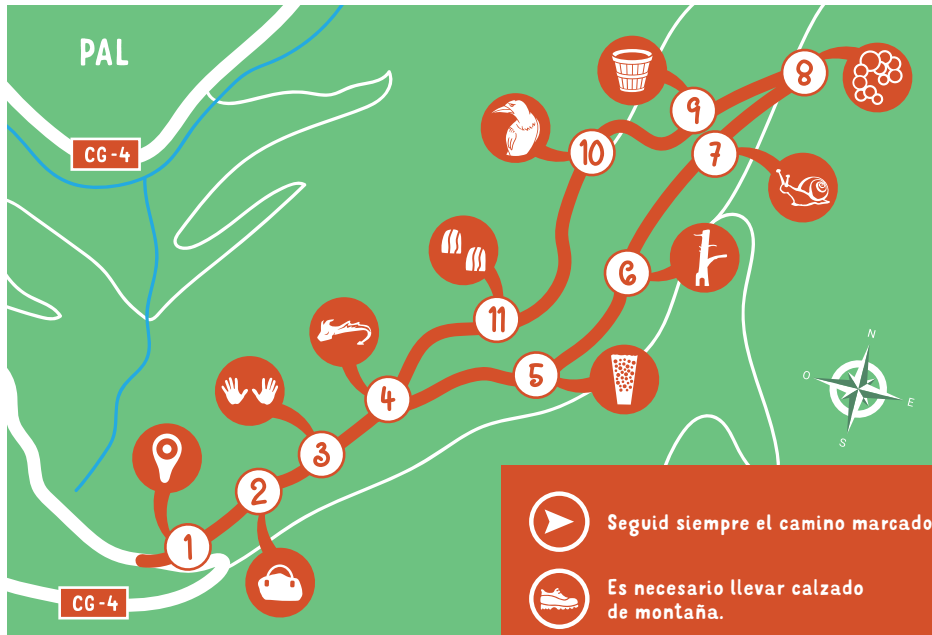 PAL
CG-4
8
9
7
10
6
11
5
4
3
2
1
CG-4
N
O
E
S
Seguid siempre el camino marcado
Es necesario llevar calzado
de montaña.